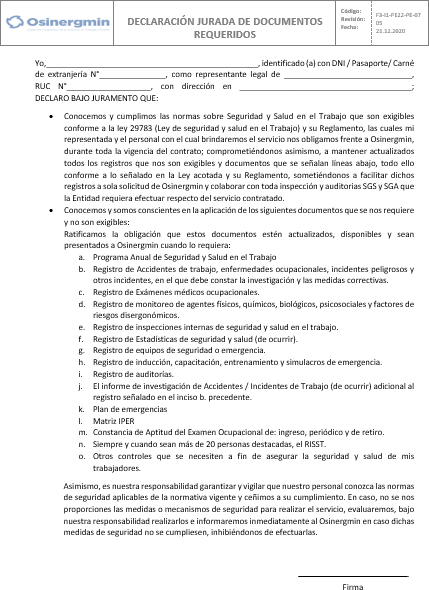 Osinergmin
DECLARACIÓN JURADA DE DOCUMENTOS
REQUERIDOS
Código: F3-I1-PE22-PE-07
Revisión: 05
Fecha: 21.12.2020
Yo,____________________, identificado (a) con DNI / Pasaporte/ Carné
de extranjería N°______________, como representante legal de __________________________,
RUC N°__________________, con dirección en ____________________________________;
DECLARO BAJO JURAMENTO QUE:
• Conocemos y cumplimos las normas sobre Seguridad y Salud en el Trabajo que son exigibles
conforme a la ley 29783 (Ley de seguridad y salud en el Trabajo) y su Reglamento, las cuales mi
representada y el personal con el cual brindaremos el servicio nos obligamos frente a Osinergmin,
durante toda la vigencia del contrato; comprometiéndonos asimismo, a mantener actualizados
todos los registros que nos son exigibles y documentos que se señalan líneas abajo, todo ello
conforme a lo señalado en la Ley acotada y su Reglamento, sometiéndonos a facilitar dichos
registros a sola solicitud de Osinergmin y colaborar con toda inspección y auditorias SGS y SGA que
la Entidad requiera efectuar respecto del servicio contratado.
• Conocemos y somos conscientes en la aplicación de los siguientes documentos que se nos requiere
y no son exigibles:
Ratificamos la obligación que estos documentos estén actualizados, disponibles y sean
presentados a Osinergmin cuando lo requiera:
a. Programa Anual de Seguridad y Salud en el Trabajo
b. Registro de Accidentes de trabajo, enfermedades ocupacionales, incidentes peligrosos y
otros incidentes, en el que debe constar la investigación y las medidas correctivas.
c. Registro de Exámenes médicos ocupacionales.
d. Registro de monitoreo de agentes físicos, químicos, biológicos, psicosociales y factores de
riesgos disergonómicos.
e. Registro de inspecciones internas de seguridad y salud en el trabajo.
f. Registro de Estadísticas de seguridad y salud (de ocurrir).
g. Registro de equipos de seguridad o emergencia.
h. Registro de inducción, capacitación, entrenamiento y simulacros de emergencia.
i. Registro de auditorías.
j. El informe de investigación de Accidentes / Incidentes de Trabajo (de ocurrir) adicional al
registro señalado en el inciso b. precedente.
k. Plan de emergencias
l. Matriz IPER
m. Constancia de Aptitud del Examen Ocupacional de: ingreso, periódico y de retiro.
n. Siempre y cuando sean más de 20 personas destacadas, el RISST.
o. Otros controles que se necesiten a fin de asegurar la seguridad y salud de mis
trabajadores.
Asimismo, es nuestra responsabilidad garantizar y vigilar que nuestro personal conozca las normas
de seguridad aplicables de la normativa vigente y ceñirnos a su cumplimiento. En caso, no se nos
proporciones las medidas o mecanismos de seguridad para realizar el servicio, evaluaremos, bajo
nuestra responsabilidad realizarlos e informaremos inmediatamente al Osinergmin en caso dichas
medidas de seguridad no se cumpliesen, inhibiéndonos de efectuarlas.
Firma